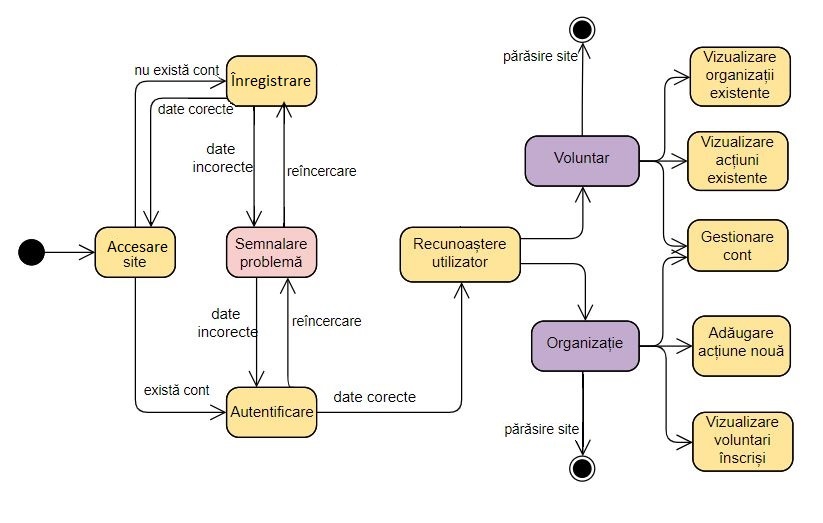 nu există cont
Înregistrare
date corecte
date
incorecte
reîncercare
Accesare
site
Semnalare
problemă
date
incorecte
reîncercare
există cont
Autentificare
date corecte
Recunoaștere
utilizator
părăsire site
Voluntar
Organizație
părăsire site
Vizualizare
organizații
existente
Vizualizare
acțiuni
existente
Gestionare
cont
Adăugare
acțiune nouă
Vizualizare
voluntari
înscriși